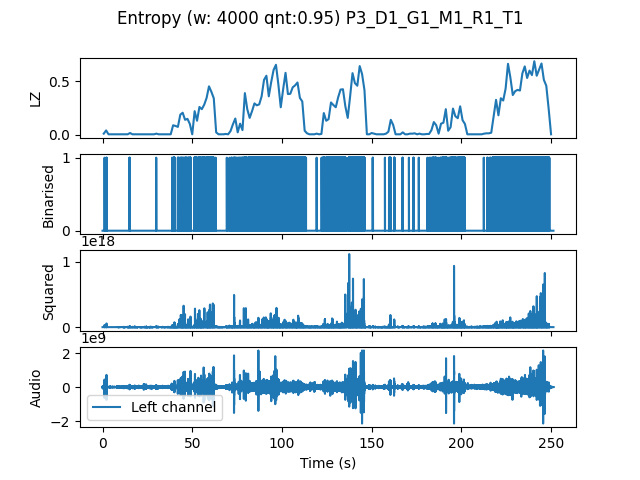 Entropy (w: 4000 qnt:0.95) P3_D1_G1_M1_R1_T1
0.5
0.0
LZ
1
0
Binarised
1e18
1
0
Squared
1e9
2
0
−2
Audio
Left channel
0 50 100 150 200 250
Time (s)